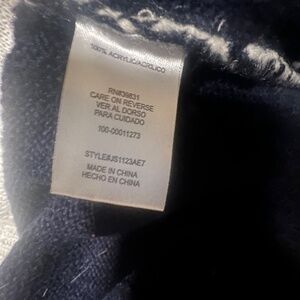 100% ACRYLIC/ACRILICO
RN#39831
CARE ON REVERSE
VER AL DORSO
PARA CUIDADO
100-00011273
STYLE#JS1123AE7
MADE IN CHINA
HECHO EN CHINA